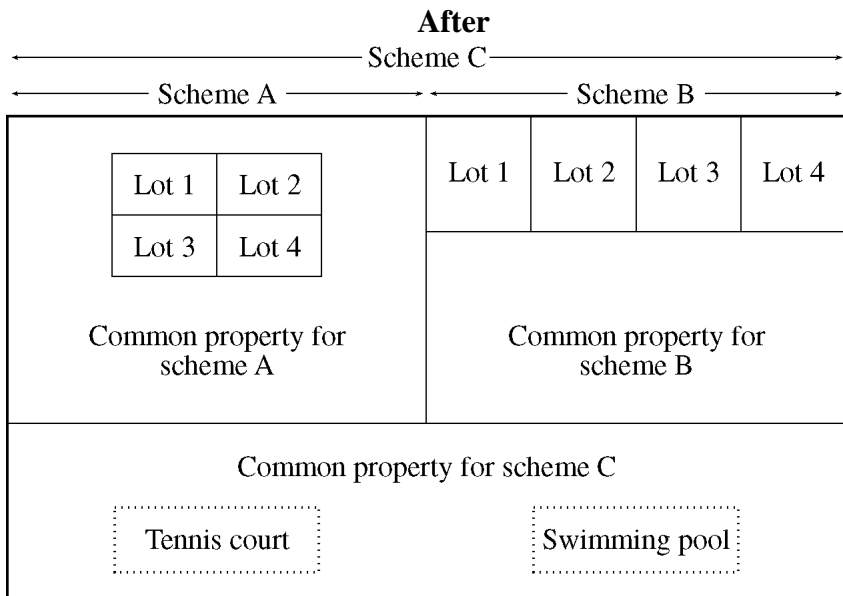 After
Scheme C
Scheme A
Scheme B
Lot 1
Lot 2
Lot 3
Lot 4
Common property for
scheme A
Lot 1
Lot 2
Lot 3
Lot 4
Common property for
scheme B
Common property for scheme C
Tennis court
Swimming pool